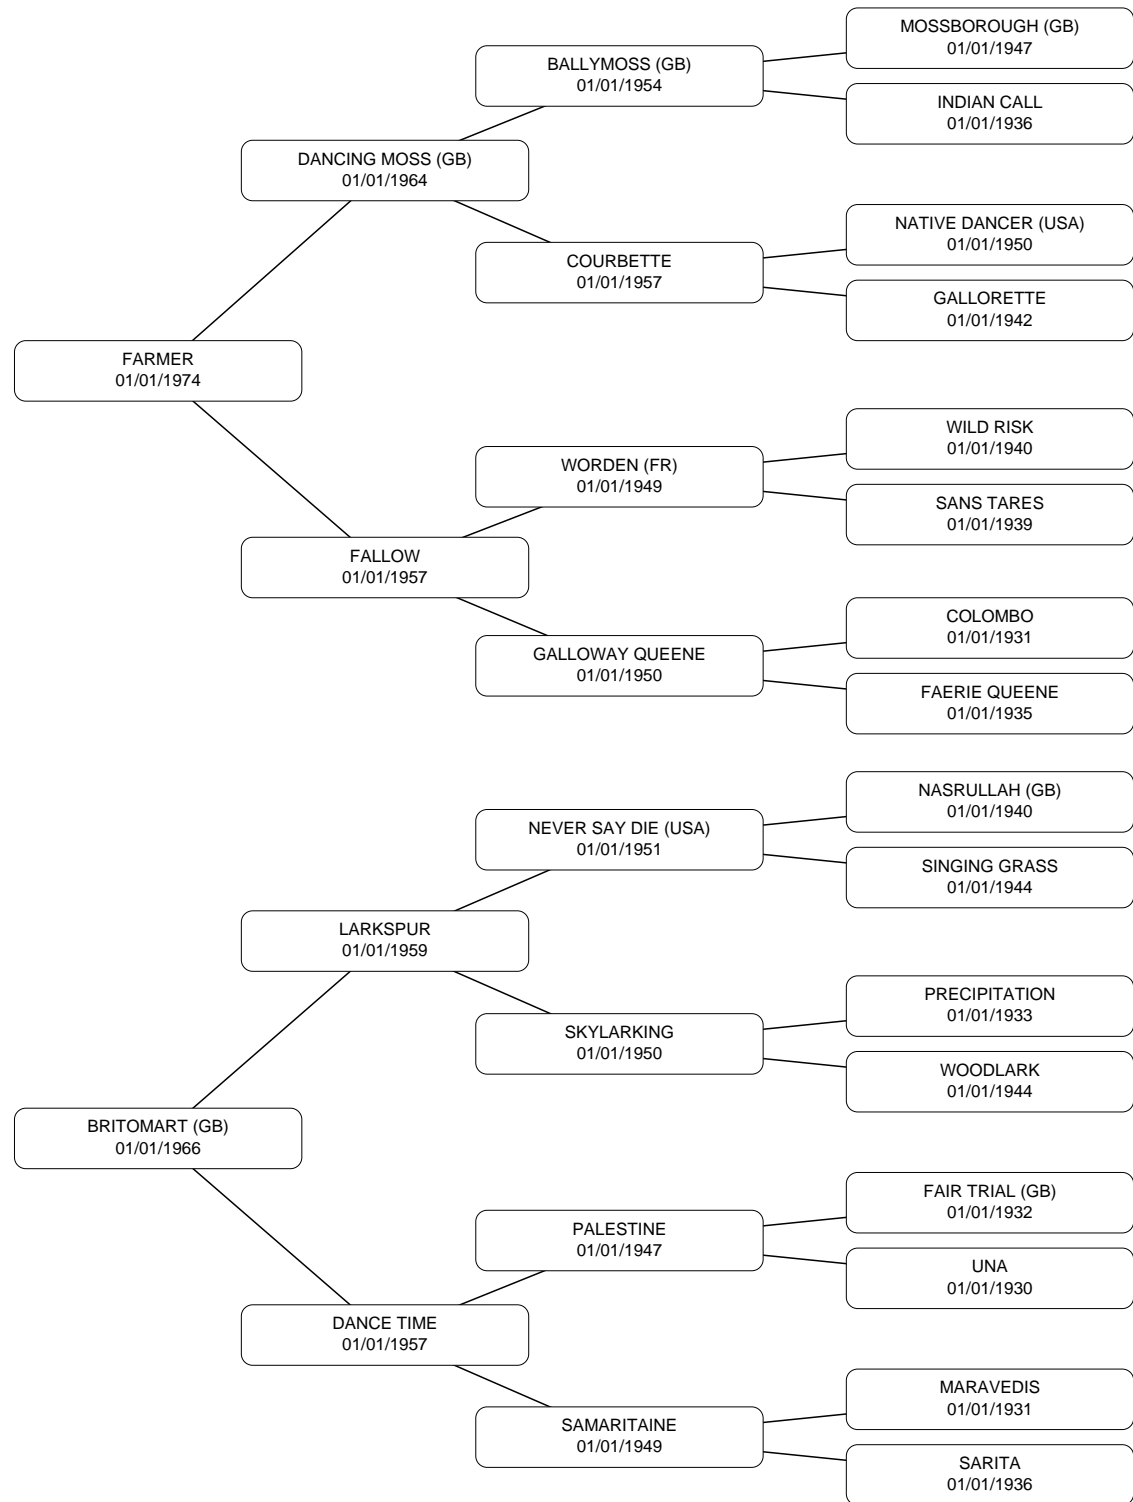 MOSSBOROUGH (GB)
01/01/1947
BALLYMOSS (GB)
01/01/1954
INDIAN CALL
01/01/1936
DANCING MOSS (GB)
01/01/1964
NATIVE DANCER (USA)
01/01/1950
COURBETTE
01/01/1957
GALLORETTE
01/01/1942
FARMER
01/01/1974
WILD RISK
01/01/1940
WORDEN (FR)
01/01/1949
SANS TARES
01/01/1939
FALLOW
01/01/1957
COLOMBO
01/01/1931
GALLOWAY QUEENE
01/01/1950
FAERIE QUEENE
01/01/1935
NASRULLAH (GB)
01/01/1940
NEVER SAY DIE (USA)
01/01/1951
SINGING GRASS
01/01/1944
LARKSPUR
01/01/1959
PRECIPITATION
01/01/1933
SKYLARKING
01/01/1950
WOODLARK
01/01/1944
BRITOMART (GB)
01/01/1966
FAIR TRIAL (GB)
01/01/1932
PALESTINE
01/01/1947
UNA
01/01/1930
DANCE TIME
01/01/1957
MARAVEDIS
01/01/1931
SAMARITAINE
01/01/1949
SARITA
01/01/1936